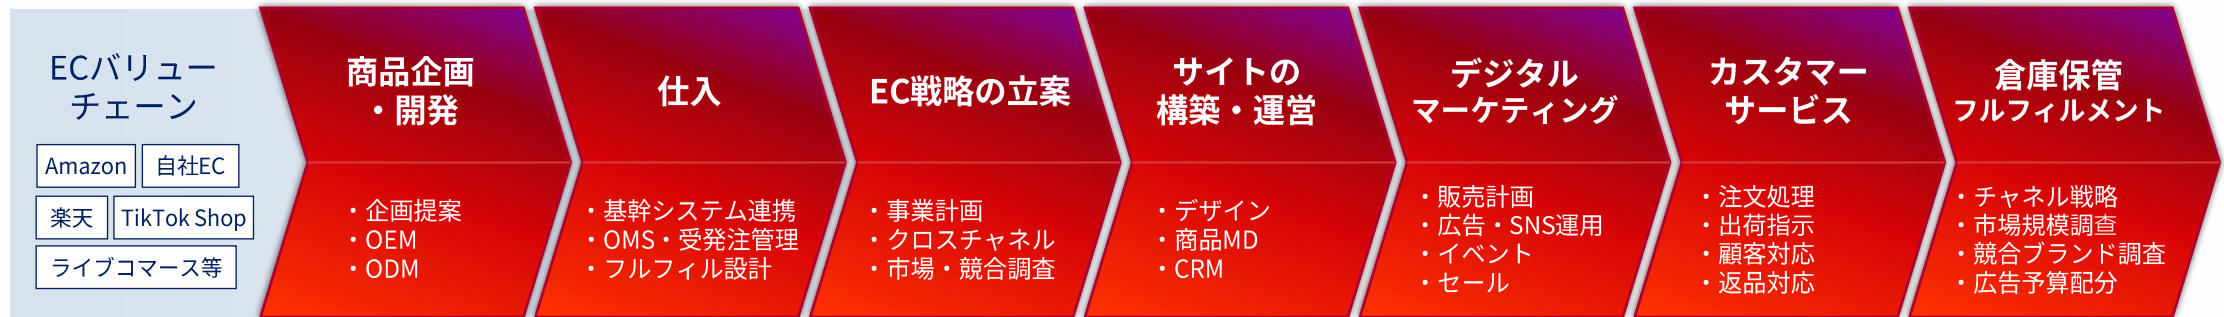 ECバリュー
チェーン
Amazon
自社EC
楽天
TikTok Shop
ライブコマース等
商品企画
・開発
・企画提案
・OEM
・ODM
仕入
・基幹システム連携
・OMS・受発注管理
・フルフィル設計
EC戦略の立案
・事業計画
・クロスチャネル
・市場・競合調査
サイトの
構築・運営
・デザイン
・商品MD
・CRM
デジタル
マーケティング
・販売計画
・広告・SNS運用
・イベント
・セール
カスタマー
サービス
・注文処理
・出荷指示
・顧客対応
・返品対応
倉庫保管
フルフィルメント
・チャネル戦略
・市場規模調査
・競合ブランド調査
・広告予算配分